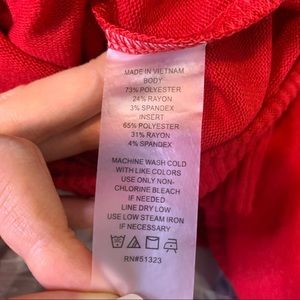 MADE IN VIETNAM
BODY
73% POLYESTER
24% RAYON
3% SPANDEX
INSERT
65% POLYESTER
31% RAYON
4% SPANDEX
MACHINE WASH COLD
WITH LIKE COLORS
USE ONLY NON-
CHLORINE BLEACH
IF NEEDED
LINE DRY LOW
USE LOW STEAM IRON
IF NECESSARY
RN#51323